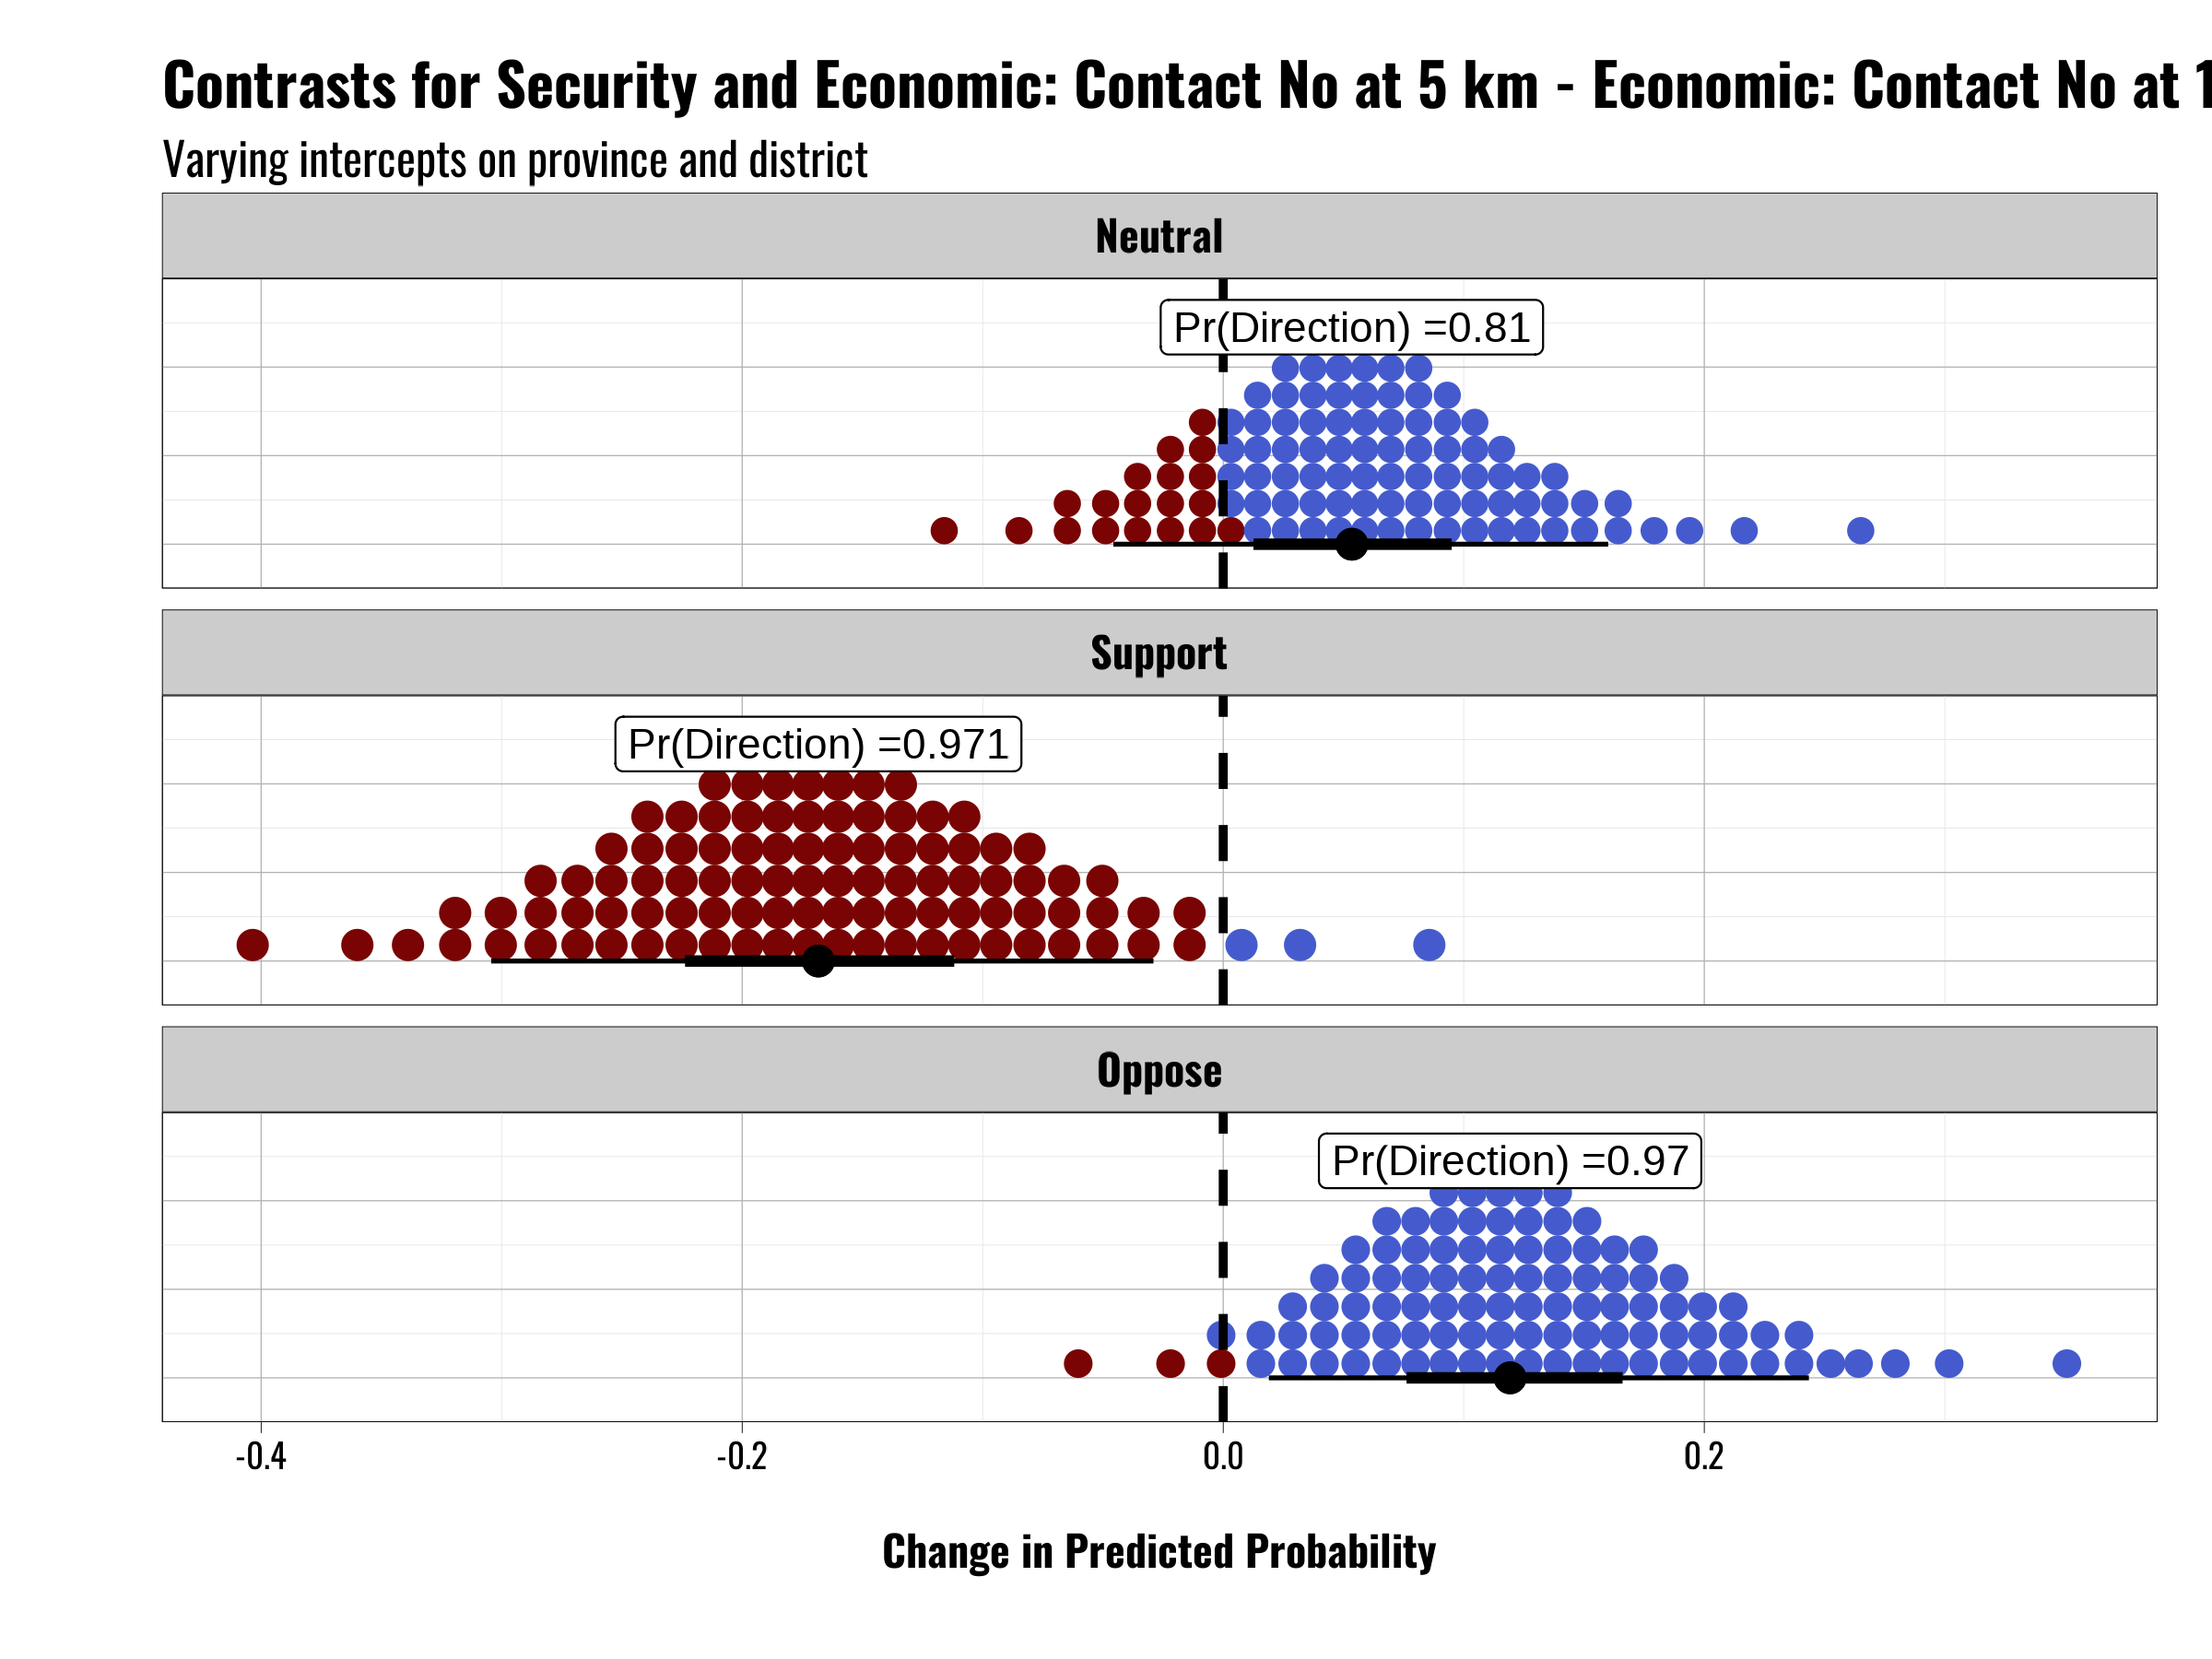 Contrasts for Security and Economic: Contact No at 5 km - Economic: Contact No at 1
Varying intercepts on province and district
Neutral
Pr(Direction) =0.81
Support
Pr(Direction) =0.971
Oppose
Pr(Direction) =0.97
-0.4 -0.2 0.0 0.2
Change in Predicted Probability